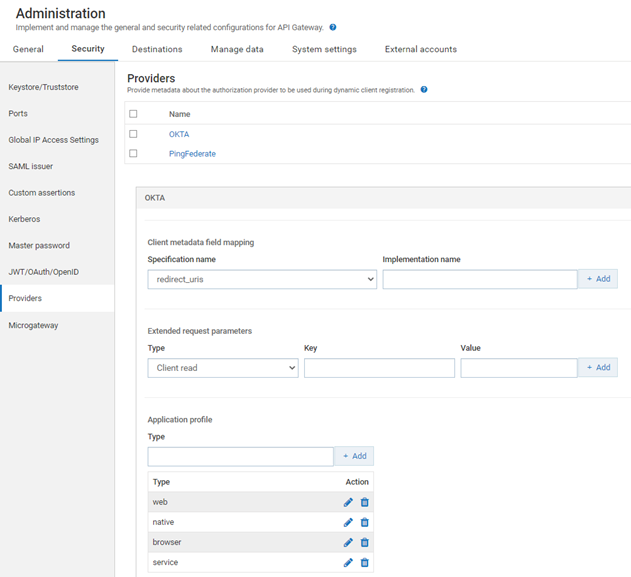 Administration
Implement and manage the general and security related configurations for API Gateway. ?
General Security Destinations Manage data System settings External accounts
Keystore/Truststore
Ports
Global IP Access Settings
SAML issuer
Custom assertions
Kerberos
Master password
JWT/OAuth/OpenID
Providers
Microgateway
Providers
Provide metadata about the authorization provider to be used during dynamic client registration. ?
Name
OKTA
PingFederate
OKTA
Client metadata field mapping
Specification name Implementation name
redirect_uris + Add
Extended request parameters
Type Key Value
Client read + Add
Application profile
Type
+ Add
Type Action
web
native
browser
service